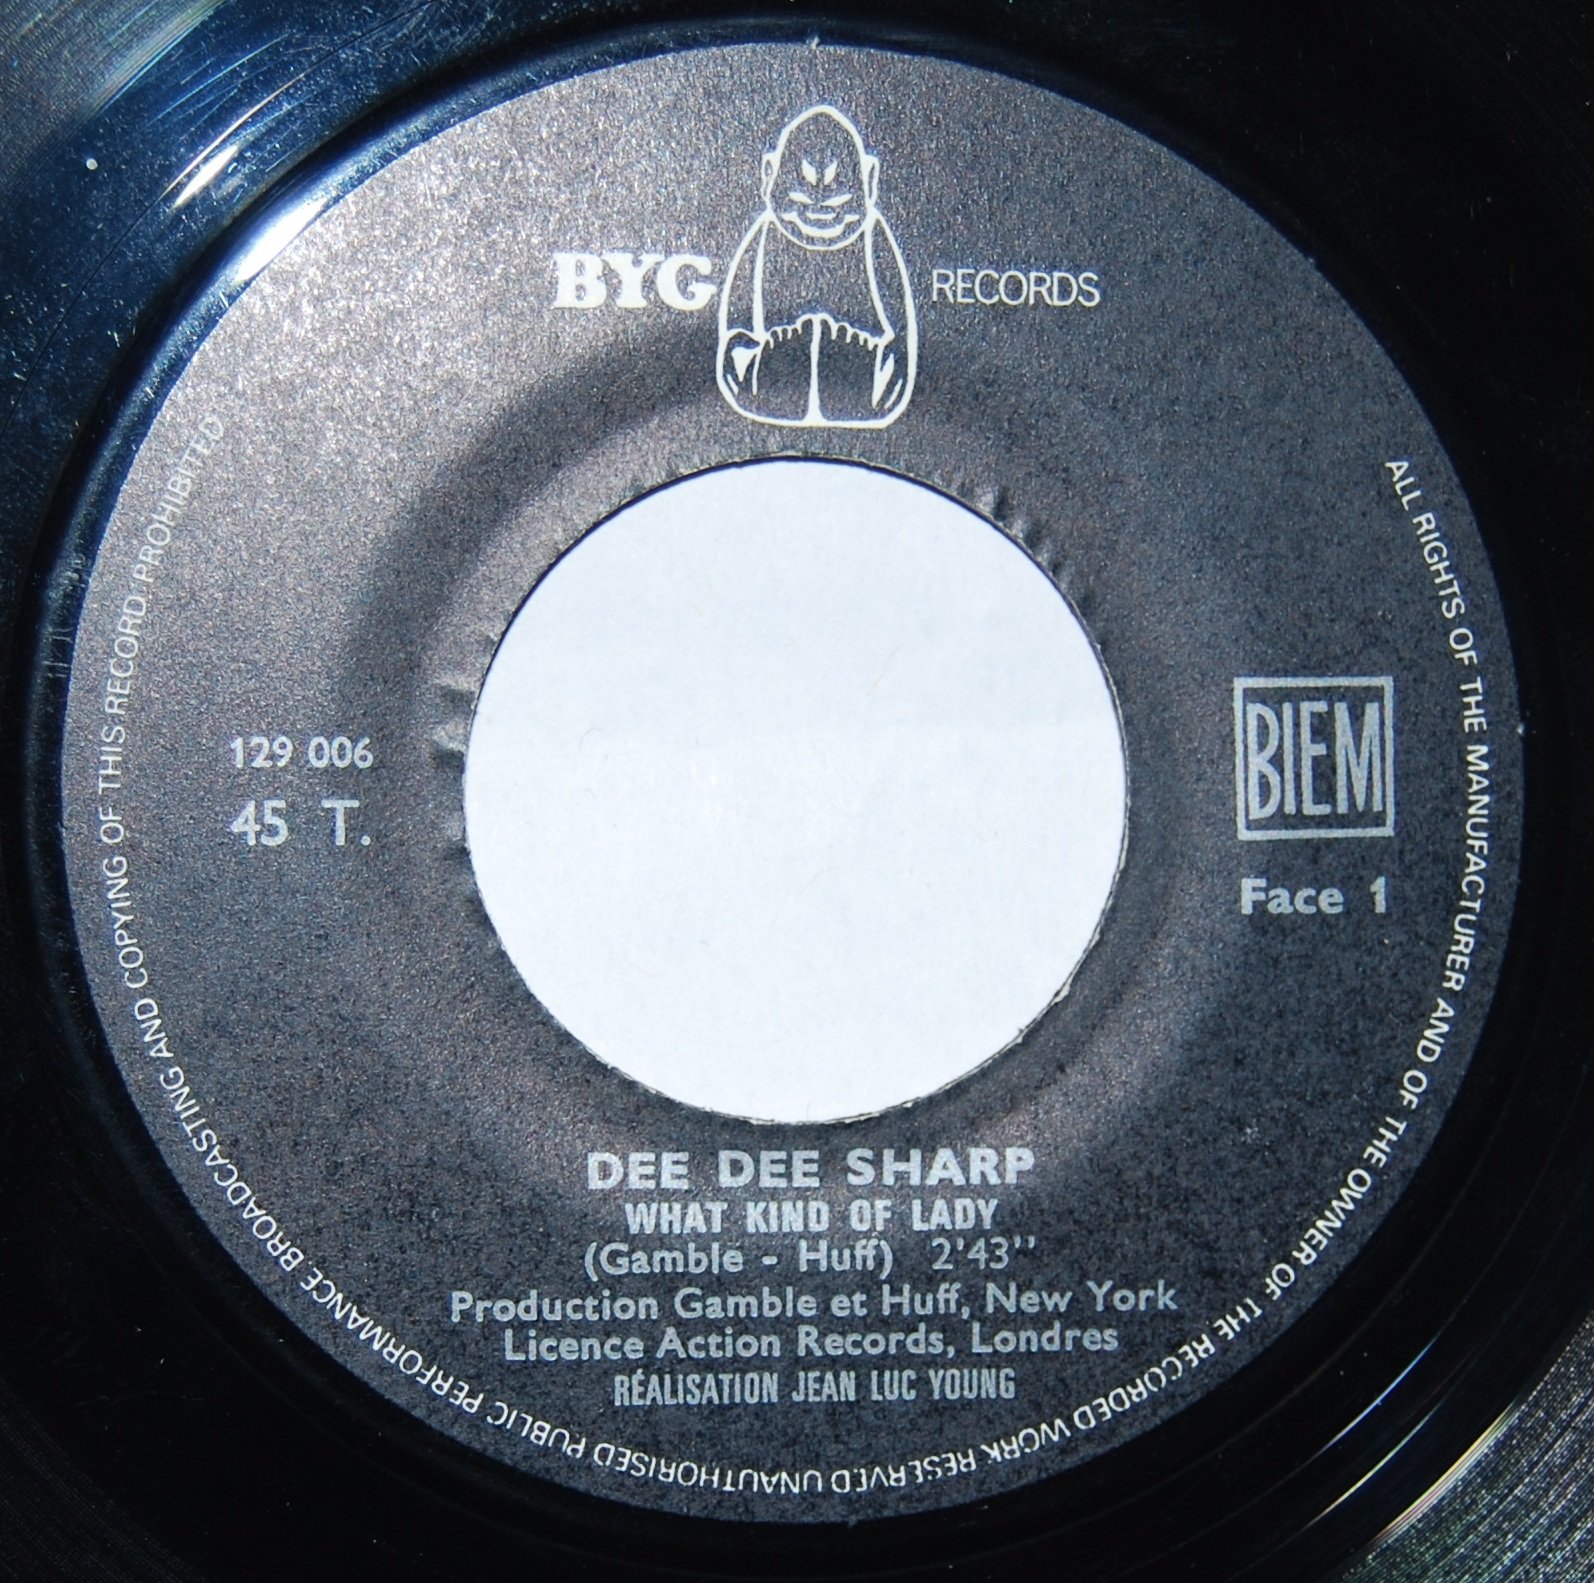 BYG RECORDS
129 006
45 T.
BIEM
Face 1
DEE DEE SHARP
WHAT KIND OF LADY
(Gamble - Huff) 2'43''
Production Gamble et Huff, New York
Licence Action Records, Londres
RÉALISATION JEAN LUC YOUNG
ALL RIGHTS OF THE MANUFACTURER AND OF THE OWNER OF THE RECORDED WORK RESERVED UNAUTHORISED PUBLIC PERFORMANCE BROADCASTING AND COPYING OF THIS RECORD PROHIBITED